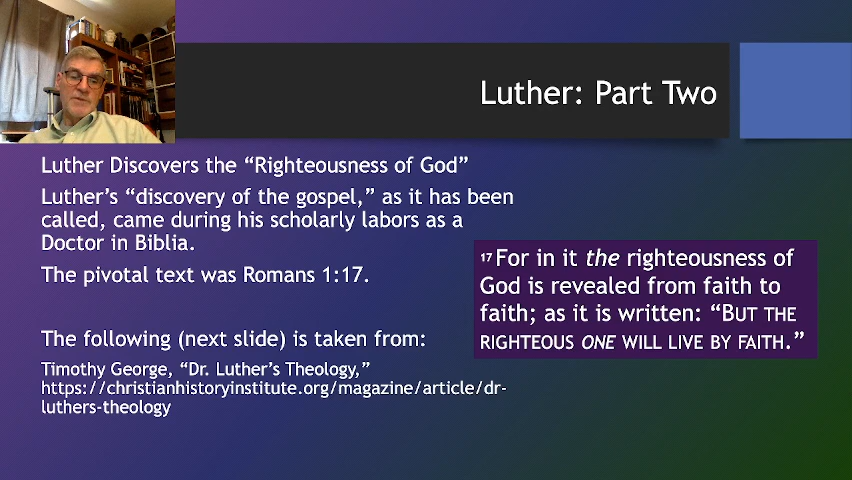 Luther: Part Two
Luther Discovers the “Righteousness of God”
Luther’s “discovery of the gospel,” as it has been
called, came during his scholarly labors as a
Doctor in Biblia.
The pivotal text was Romans 1:17.
The following (next slide) is taken from:
Timothy George, “Dr. Luther’s Theology,”
https://christianhistoryinstitute.org/magazine/article/dr-
luthers-theology
17 For in it the righteousness of
God is revealed from faith to
faith; as it is written: “BUT THE
RIGHTEOUS ONE WILL LIVE BY FAITH.”